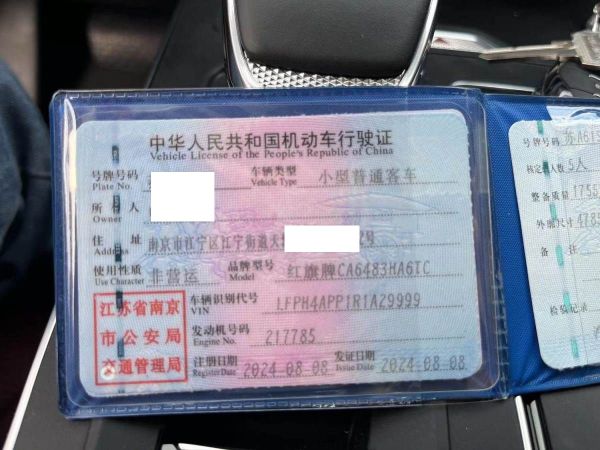 中华人民共和国机动车行驶证
Vehicle License of the People's Republic of China
号牌号码
Plate No.
车辆类型 小型普通客车
Vehicle Type
所有人
Owner
住址 南京市江宁区江宁街道天 号
Address
使用性质 非营运
Use Character
品牌型号 红旗牌CA6483HA6TC
Model
江苏省南京
市公安局
交通管理局
车辆识别代号 LFPH4APP1R1A29999
VIN
发动机号码 217785
Engine No.
注册日期 2024-08-08
Register Date
发证日期 2024-08-08
Issue Date
号牌号码 苏A61S
核定 人数 5人
整备质量 1755
外廓尺寸 4785
备注
检验记录